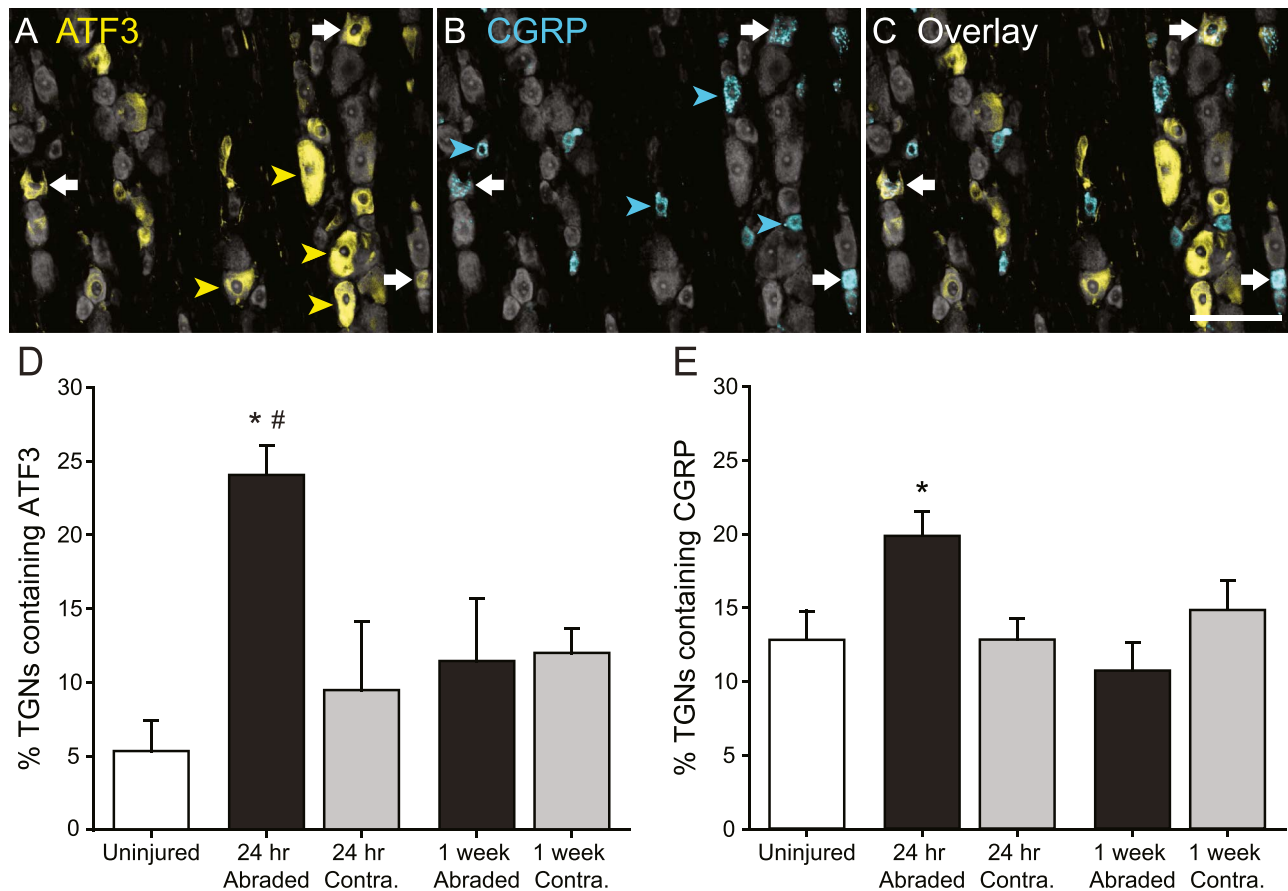 A ATF3
B CGRP
C Overlay
D
% TGNs containing ATF3
30
25
20
15
10
5
0
* #
Uninjured
24 hr
Abraded
24 hr
Contra.
1 week
Abraded
1 week
Contra.
E
% TGNs containing CGRP
30
25
20
15
10
5
0
*
Uninjured
24 hr
Abraded
24 hr
Contra.
1 week
Abraded
1 week
Contra.